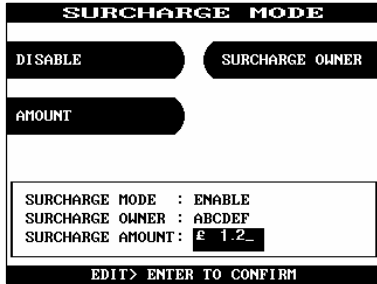 SURCHARGE MODE
DISABLE
SURCHARGE OWNER
AMOUNT
SURCHARGE MODE : ENABLE
SURCHARGE OWNER : ABCDEF
SURCHARGE AMOUNT: £ 1.2_
EDIT> ENTER TO CONFIRM